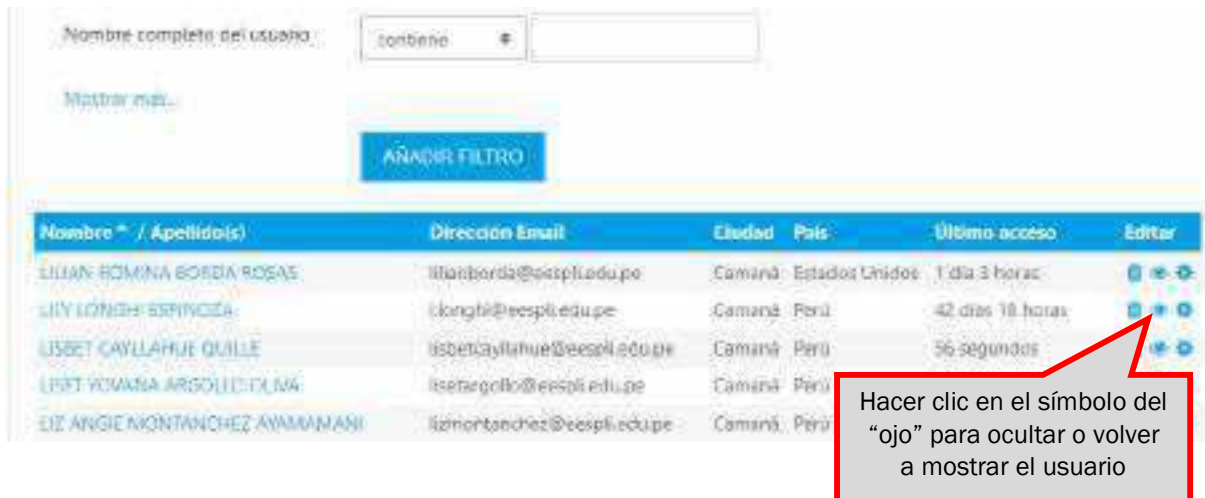 Nombre completo del usuario contiene
Mostrar más...
AÑADIR FILTRO
Nombre / Apellido(s) Dirección Email Ciudad País Último acceso Editar
LILIAN ROMINA BORDA ROSAS lilianborda@eespli.edu.pe Camaná Estados Unidos 1 día 3 horas
LILY LONGHI ESPINOZA l.longhi@eespli.edu.pe Camaná Perú 42 días 18 horas
LISBET CAYLLAHUE QUILLE lisbetcayllahue@eespli.edu.pe Camaná Perú 56 segundos
LISET YOVANA ARGOLLO lisetargollo@eespli.edu.pe Camaná Perú
LIZ ANGIE MONTANCHEZ AYAMAMANI lizmontanchez@eespli.edu.pe Camaná Perú
Hacer clic en el símbolo del
“ojo” para ocultar o volver
a mostrar el usuario